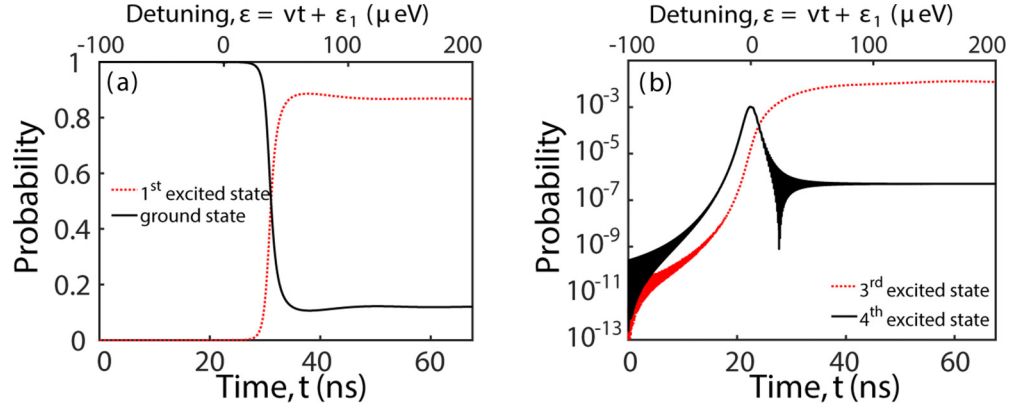 Detuning, ε = vt + ε₁ (μ eV)
-100 0 100 200
1
0.8
0.6
0.4
0.2
0
Probability
(a)
1ˢᵗ excited state
ground state
0 20 40 60
Time, t (ns)
Detuning, ε = vt + ε₁ (μ eV)
-100 0 100 200
10⁻³
10⁻⁵
10⁻⁷
10⁻⁹
10⁻¹¹
10⁻¹³
Probability
(b)
3ʳᵈ excited state
4ᵗʰ excited state
0 20 40 60
Time, t (ns)